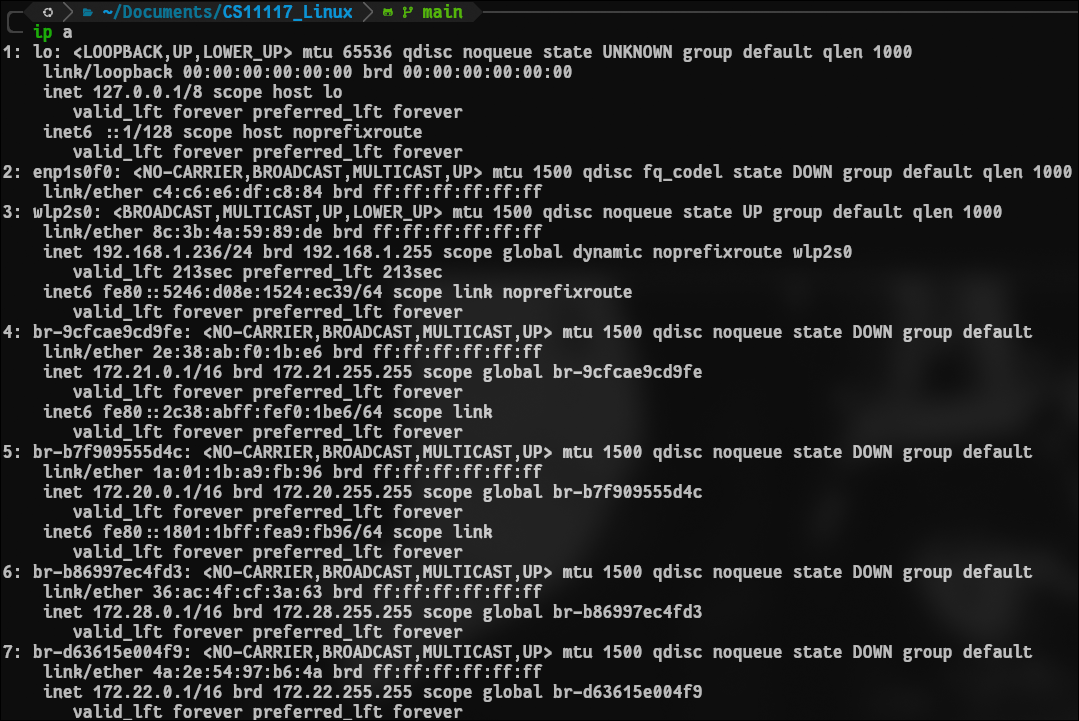 ~/Documents/CS11117_Linux main
ip a
1: lo: <LOOPBACK,UP,LOWER_UP> mtu 65536 qdisc noqueue state UNKNOWN group default qlen 1000
link/loopback 00:00:00:00:00:00 brd 00:00:00:00:00:00
inet 127.0.0.1/8 scope host lo
valid_lft forever preferred_lft forever
inet6 ::1/128 scope host noprefixroute
valid_lft forever preferred_lft forever
2: enp1s0f0: <NO-CARRIER,BROADCAST,MULTICAST,UP> mtu 1500 qdisc fq_codel state DOWN group default qlen 1000
link/ether c4:c6:e6:df:c8:84 brd ff:ff:ff:ff:ff:ff
3: wlp2s0: <BROADCAST,MULTICAST,UP,LOWER_UP> mtu 1500 qdisc noqueue state UP group default qlen 1000
link/ether 8c:3b:4a:59:89:de brd ff:ff:ff:ff:ff:ff
inet 192.168.1.236/24 brd 192.168.1.255 scope global dynamic noprefixroute wlp2s0
valid_lft 213sec preferred_lft 213sec
inet6 fe80::5246:d08e:1524:ec39/64 scope link noprefixroute
valid_lft forever preferred_lft forever
4: br-9cfcae9cd9fe: <NO-CARRIER,BROADCAST,MULTICAST,UP> mtu 1500 qdisc noqueue state DOWN group default
link/ether 2e:38:ab:f0:1b:e6 brd ff:ff:ff:ff:ff:ff
inet 172.21.0.1/16 brd 172.21.255.255 scope global br-9cfcae9cd9fe
valid_lft forever preferred_lft forever
inet6 fe80::2c38:abff:fef0:1be6/64 scope link
valid_lft forever preferred_lft forever
5: br-b7f909555d4c: <NO-CARRIER,BROADCAST,MULTICAST,UP> mtu 1500 qdisc noqueue state DOWN group default
link/ether 1a:01:1b:a9:fb:96 brd ff:ff:ff:ff:ff:ff
inet 172.20.0.1/16 brd 172.20.255.255 scope global br-b7f909555d4c
valid_lft forever preferred_lft forever
inet6 fe80::1801:1bff:fea9:fb96/64 scope link
valid_lft forever preferred_lft forever
6: br-b86997ec4fd3: <NO-CARRIER,BROADCAST,MULTICAST,UP> mtu 1500 qdisc noqueue state DOWN group default
link/ether 36:ac:4f:cf:3a:63 brd ff:ff:ff:ff:ff:ff
inet 172.28.0.1/16 brd 172.28.255.255 scope global br-b86997ec4fd3
valid_lft forever preferred_lft forever
7: br-d63615e004f9: <NO-CARRIER,BROADCAST,MULTICAST,UP> mtu 1500 qdisc noqueue state DOWN group default
link/ether 4a:2e:54:97:b6:4a brd ff:ff:ff:ff:ff:ff
inet 172.22.0.1/16 brd 172.22.255.255 scope global br-d63615e004f9
valid_lft forever preferred_lft forever